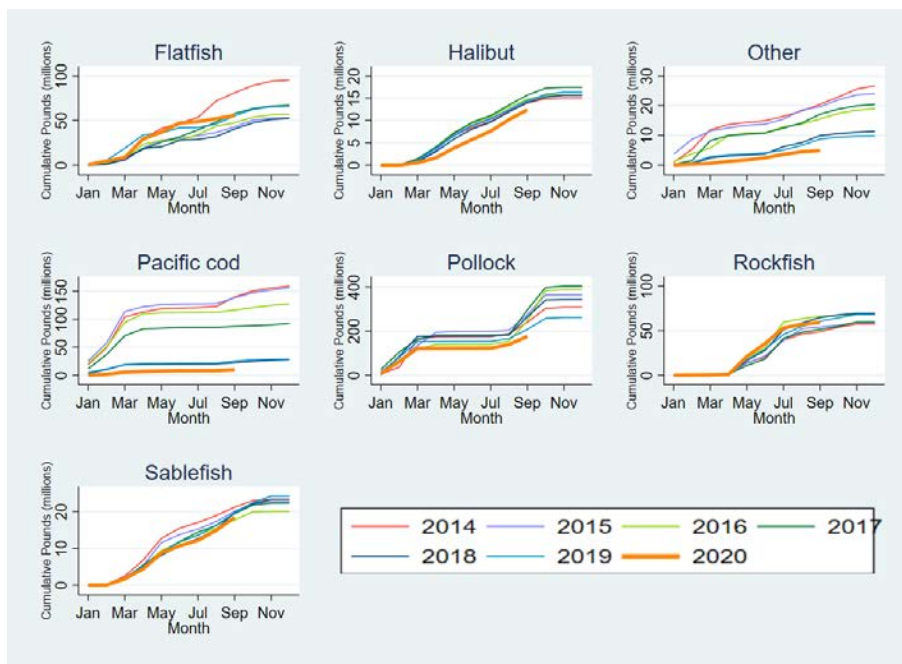 Flatfish
Cumulative Pounds (millions)
0 50 100
Jan Mar May Jul Sep Nov
Month
Halibut
Cumulative Pounds (millions)
0 5 10 15 20
Jan Mar May Jul Sep Nov
Month
Other
Cumulative Pounds (millions)
0 10 20 30
Jan Mar May Jul Sep Nov
Month
Pacific cod
Cumulative Pounds (millions)
0 50 100 150
Jan Mar May Jul Sep Nov
Month
Pollock
Cumulative Pounds (millions)
0 200 400
Jan Mar May Jul Sep Nov
Month
Rockfish
Cumulative Pounds (millions)
0 50 100
Jan Mar May Jul Sep Nov
Month
Sablefish
Cumulative Pounds (millions)
0 10 20
Jan Mar May Jul Sep Nov
Month
2014 2015 2016 2017
2018 2019 2020